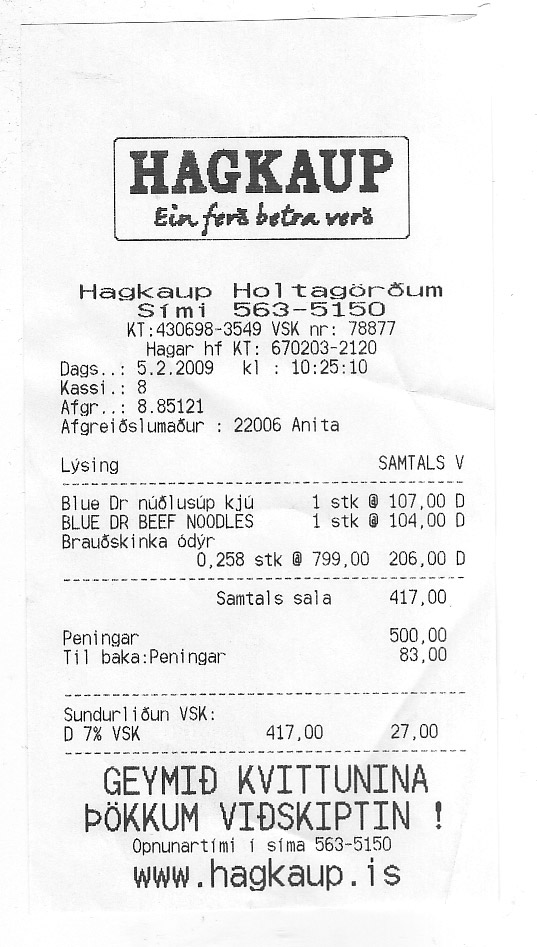 HAGKAUP
Ein ferð betra verð
Hagkaup Holtagörðum
Sími 563-5150
KT:430698-3549 VSK nr: 78877
Hagar hf KT: 670203-2120
Dags..: 5.2.2009 kl : 10:25:10
Kassi.: 8
Afgr..: 8.85121
Afgreiðslumaður : 22006 Anita
Lýsing SAMTALS V
Blue Dr núðlusúp kjú 1 stk @ 107,00 D
BLUE DR BEEF NOODLES 1 stk @ 104,00 D
Brauðskinka ódýr
0,258 stk @ 799,00 206,00 D
Samtals sala 417,00
Peningar 500,00
Til baka:Peningar 83,00
Sundurliðun VSK:
D 7% VSK 417,00 27,00
GEYMIÐ KVITTUNINA
ÞÖKKUM VIÐSKIPTIN !
Opnunartími í síma 563-5150
www.hagkaup.is